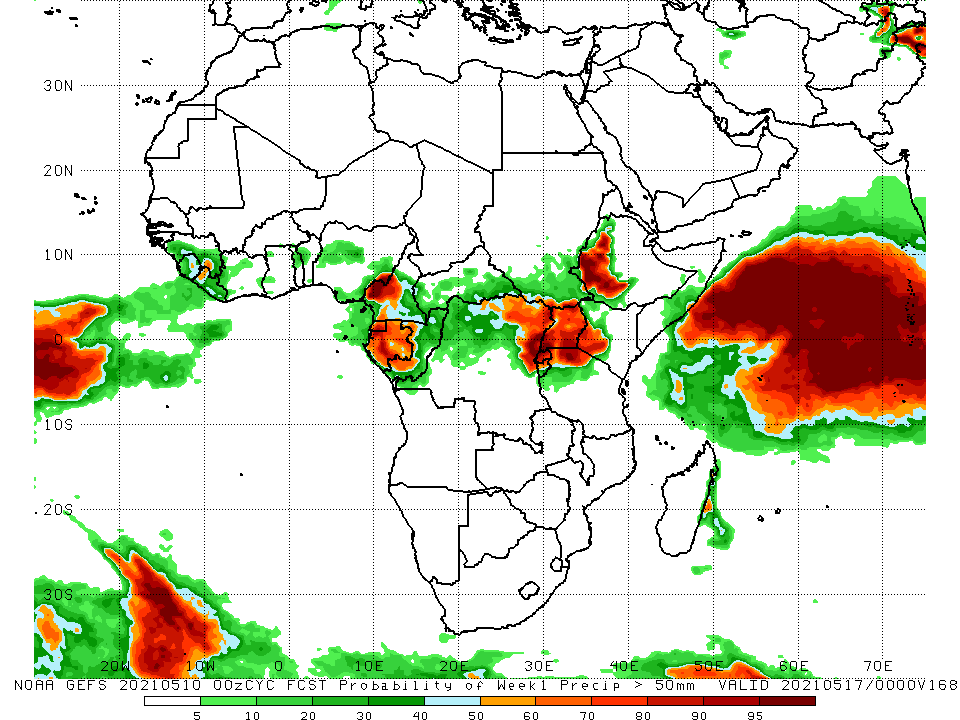 30N
20N
10N
0
10S
20S
30S
20W 10W 0 10E 20E 30E 40E 50E 60E 70E
NOAA GEFS 20210510 00zCYC FCST Probability of Week1 Precip > 50mm VALID 20210517/0000V168
5 10 20 30 40 50 60 70 80 90 95